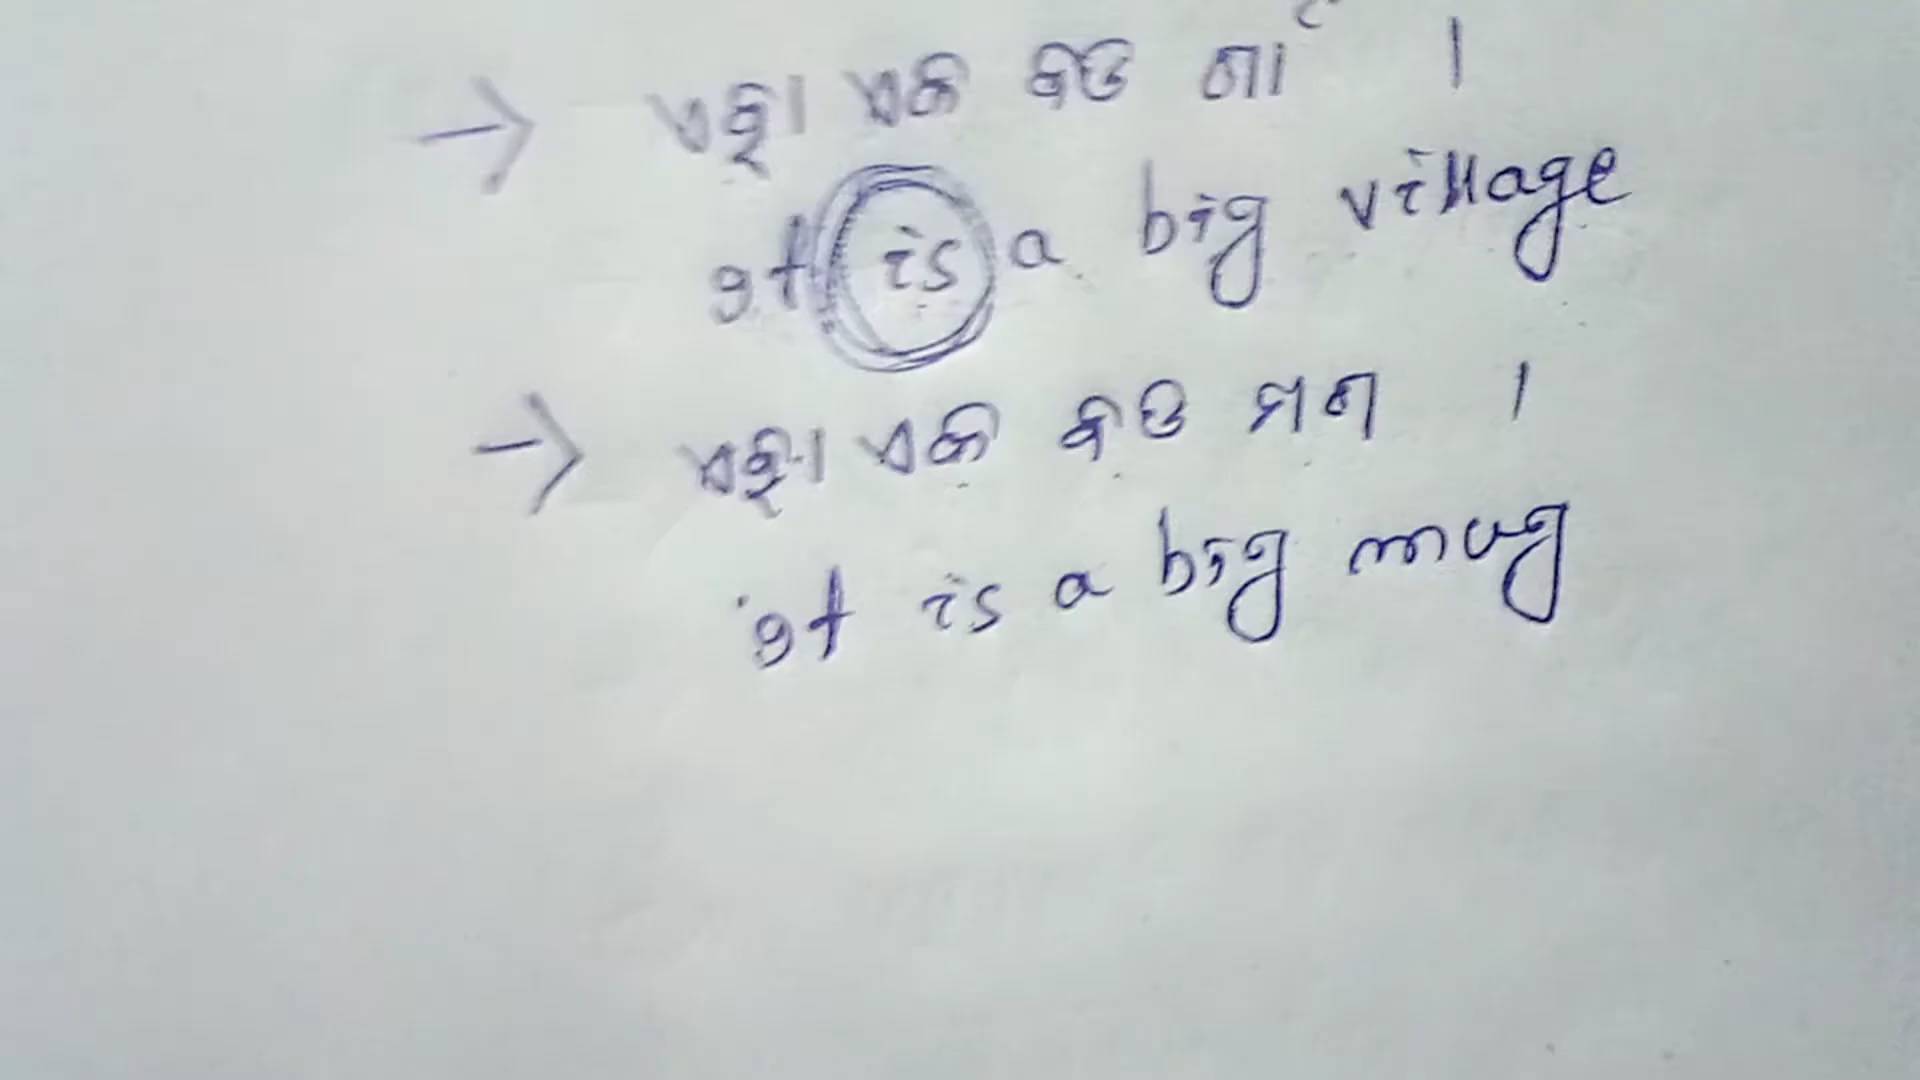 → ଏହା ଏକ ବଡ ଗାଁ ।
It is a big village
→ ଏହା ଏକ ବଡ ମଗ ।
It is a big mug